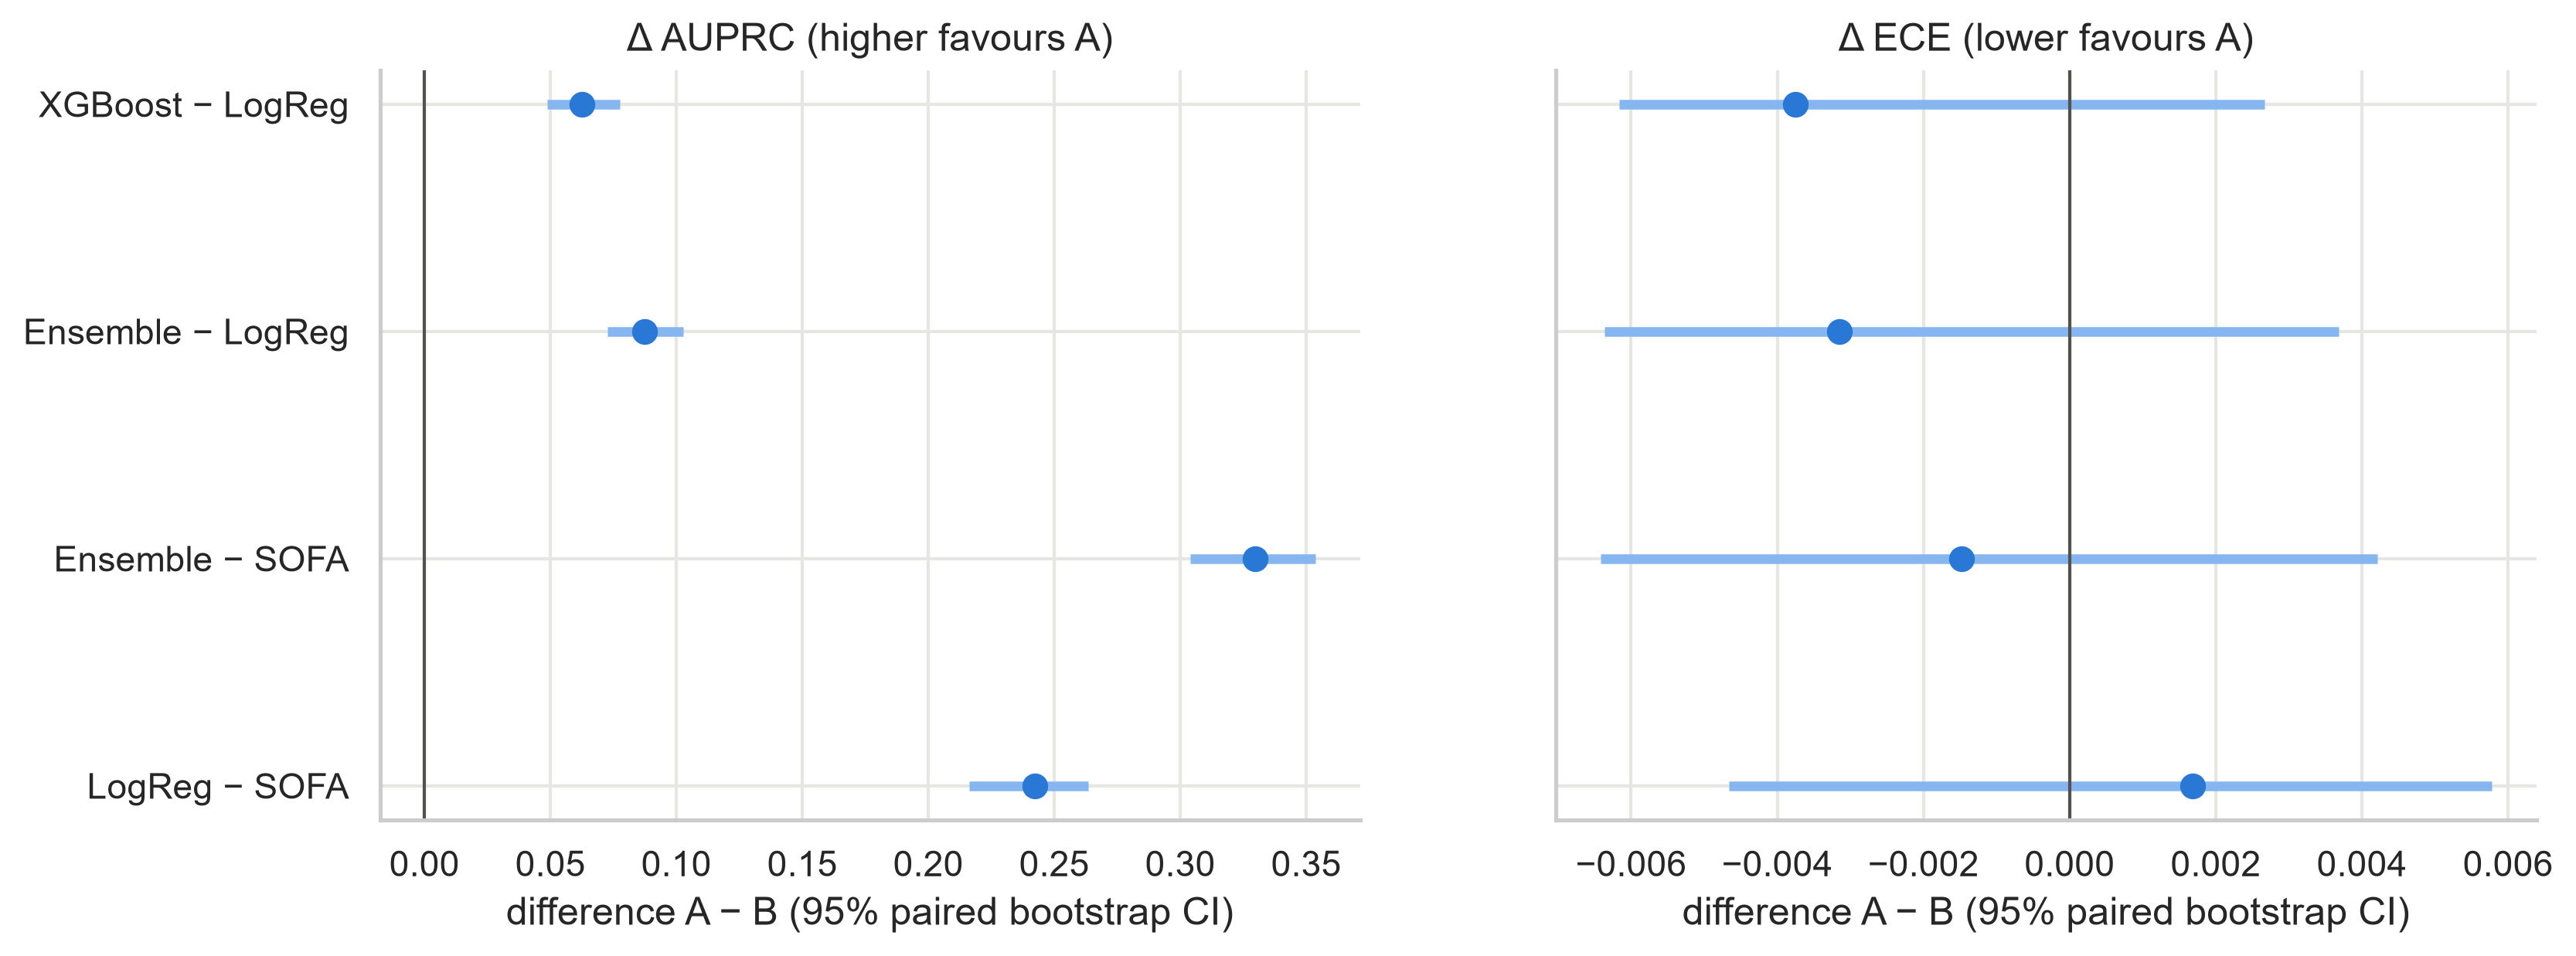 Δ AUPRC (higher favours A)
XGBoost − LogReg
Ensemble − LogReg
Ensemble − SOFA
LogReg − SOFA
0.00 0.05 0.10 0.15 0.20 0.25 0.30 0.35
difference A − B (95% paired bootstrap CI)
Δ ECE (lower favours A)
−0.006 −0.004 −0.002 0.000 0.002 0.004 0.006
difference A − B (95% paired bootstrap CI)